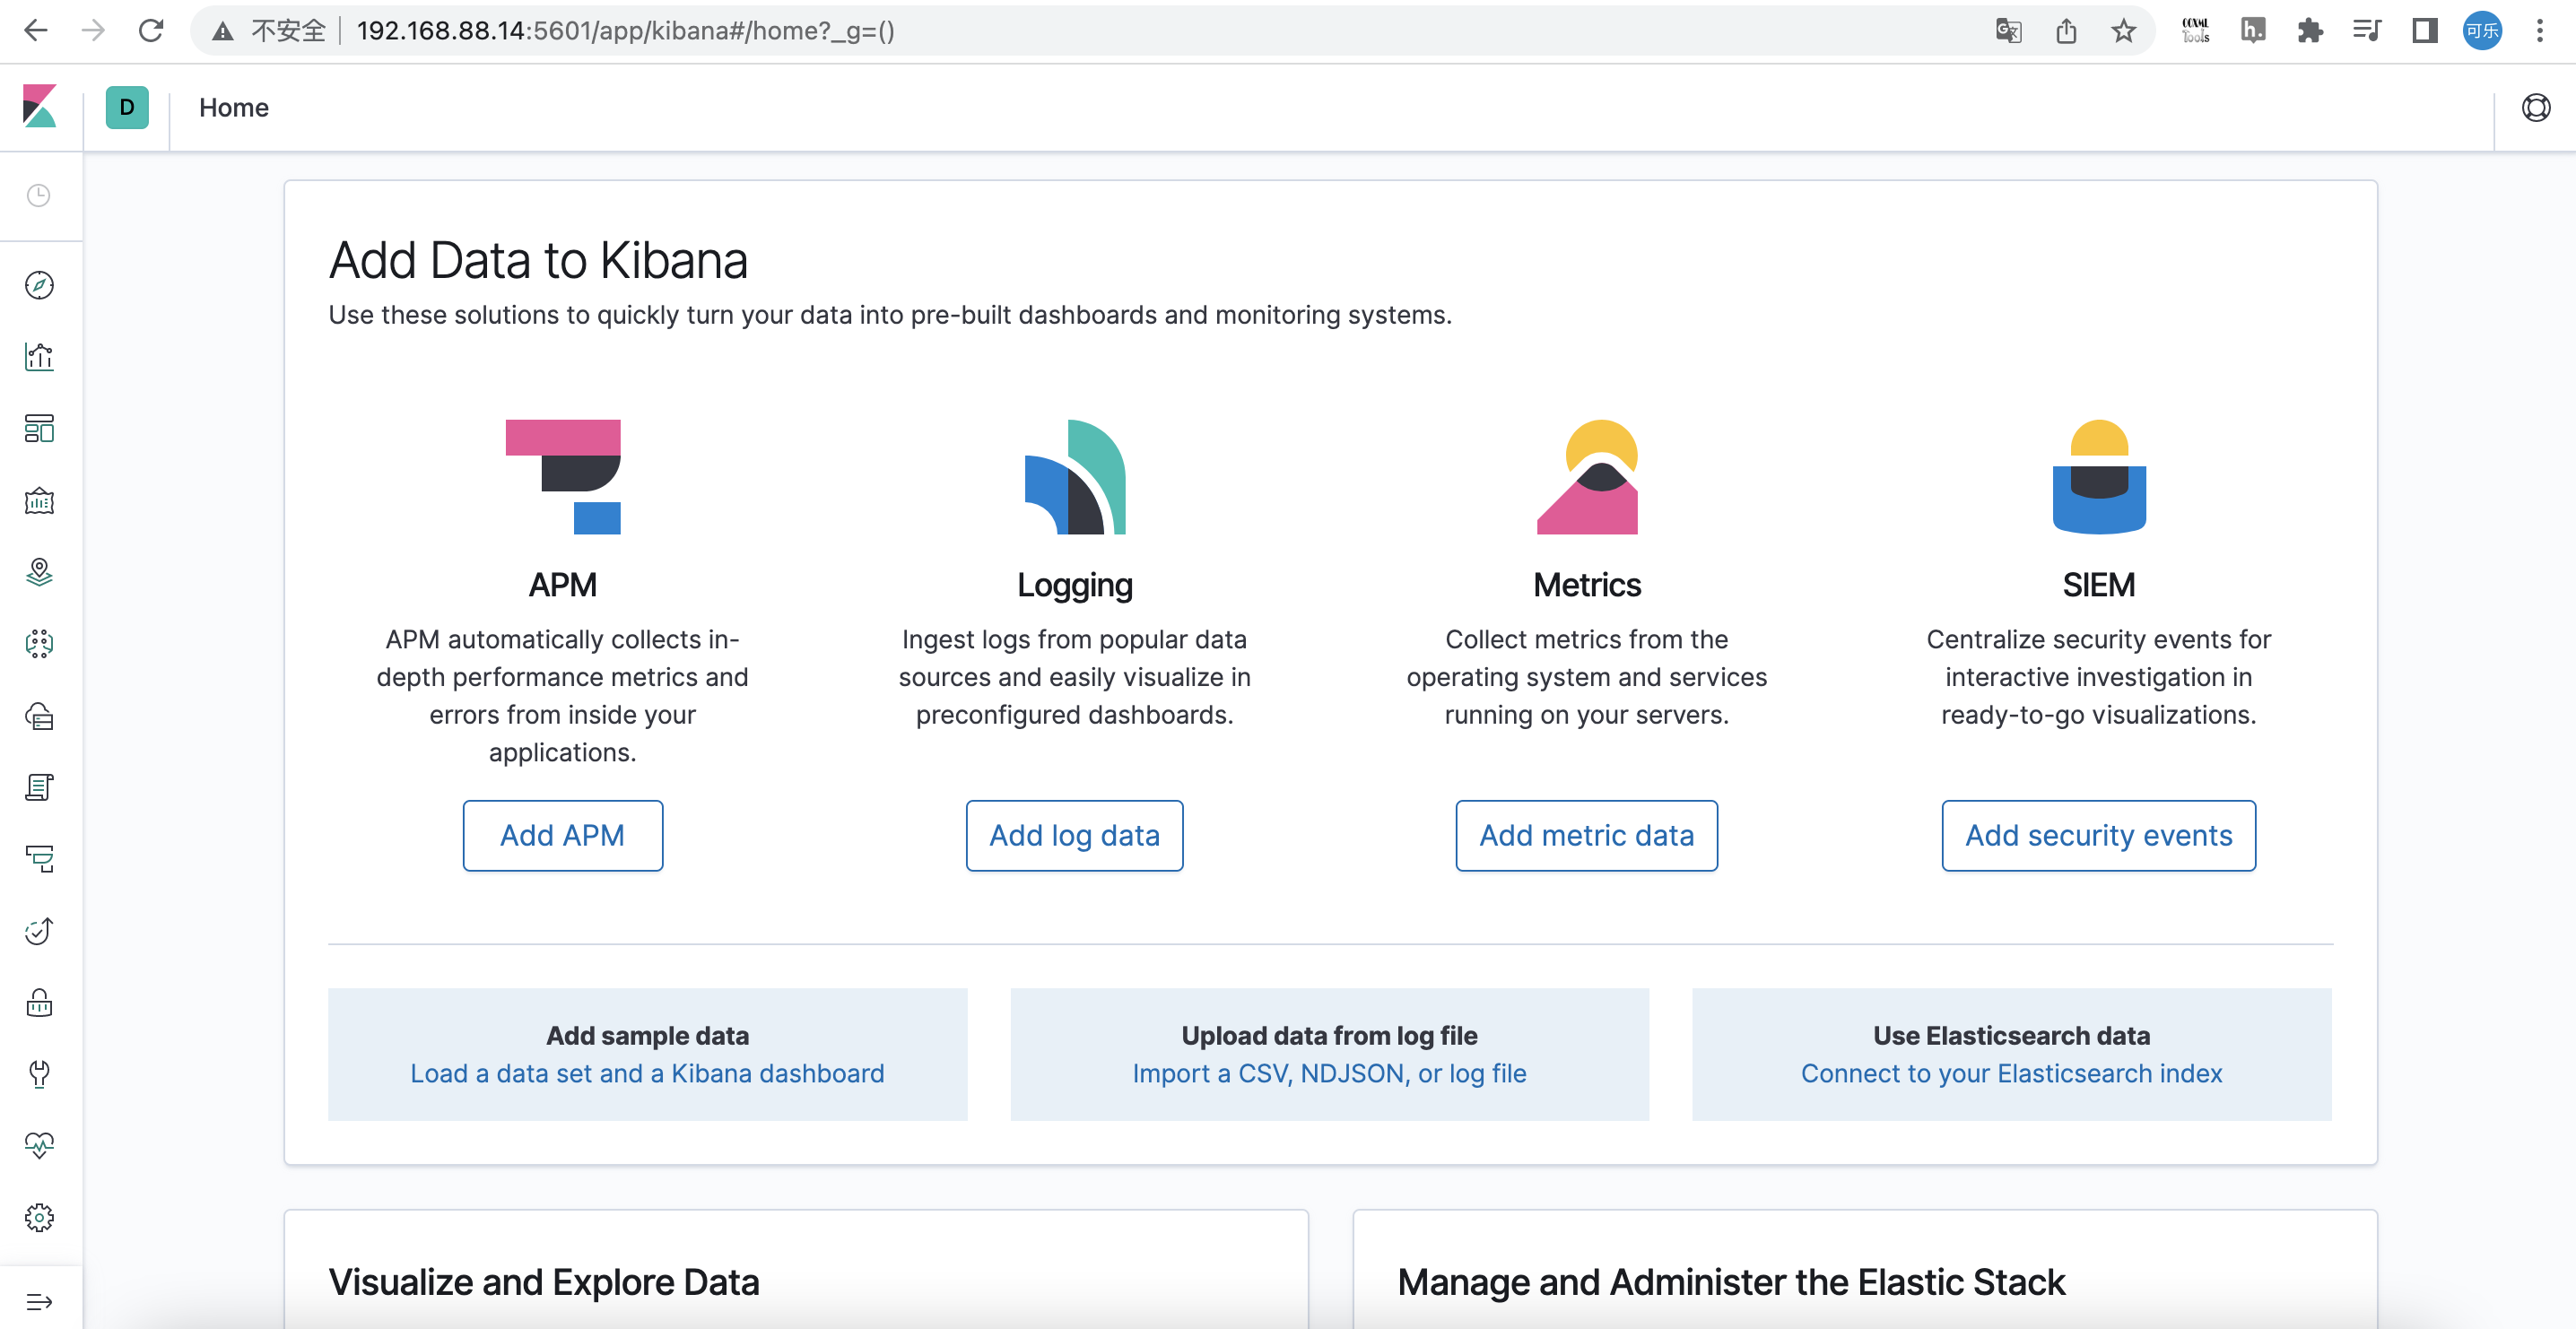 不安全 192.168.88.14:5601/app/kibana#/home?_g=()
CCXML
Tools
h.
可乐
D
Home
Add Data to Kibana
Use these solutions to quickly turn your data into pre-built dashboards and monitoring systems.
APM
APM automatically collects in-
depth performance metrics and
errors from inside your
applications.
Add APM
Logging
Ingest logs from popular data
sources and easily visualize in
preconfigured dashboards.
Add log data
Metrics
Collect metrics from the
operating system and services
running on your servers.
Add metric data
SIEM
Centralize security events for
interactive investigation in
ready-to-go visualizations.
Add security events
Add sample data
Load a data set and a Kibana dashboard
Upload data from log file
Import a CSV, NDJSON, or log file
Use Elasticsearch data
Connect to your Elasticsearch index
Visualize and Explore Data
Manage and Administer the Elastic Stack